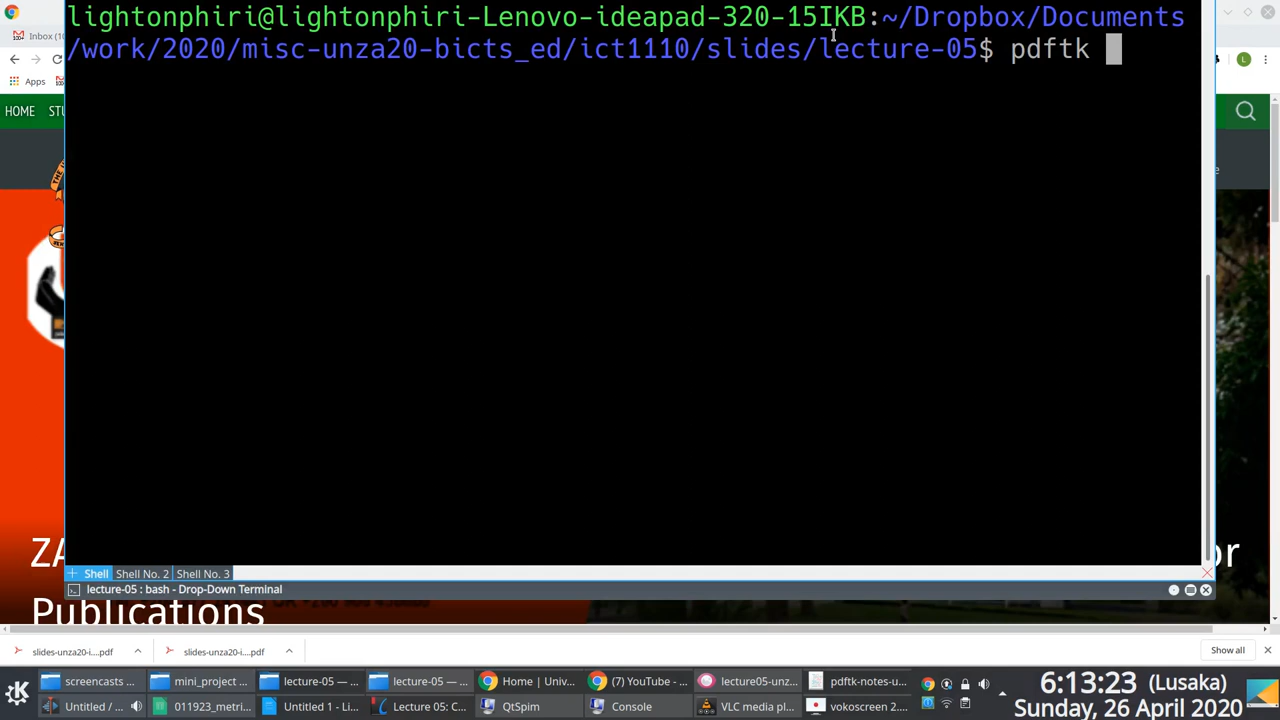 lightonphiri@lightonphiri-Lenovo-ideapad-320-15IKB:~/Dropbox/Documents
/work/2020/misc-unza20-bicts_ed/ict1110/slides/lecture-05$ pdftk
Inbox (10
Apps
L
HOME STU
ZA
or
Publications
Shell Shell No. 2 Shell No. 3
lecture-05 : bash - Drop-Down Terminal
slides-unza20-i....pdf slides-unza20-i....pdf Show all
screencasts ... mini_project ... lecture-05 — ... lecture-05 — ... Home | Univ... (7) YouTube - ... lecture05-unz... pdftk-notes-u...
Untitled / ... 011923_metri... Untitled 1 - Li... Lecture 05: C... QtSpim Console VLC media pl... vokoscreen 2....
6:13:23 (Lusaka)
Sunday, 26 April 2020